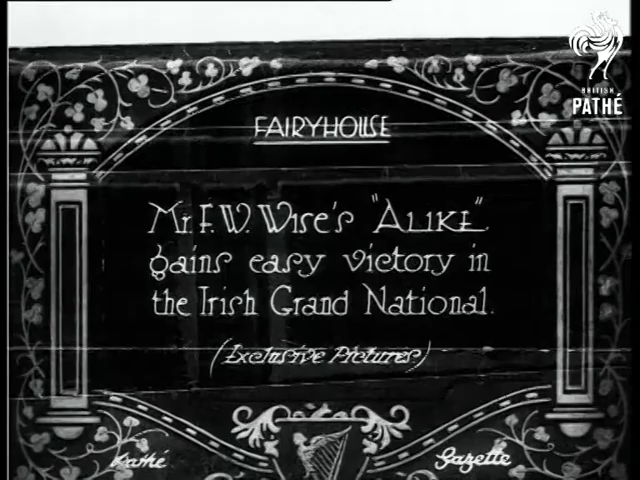 BRITISH
PATHÉ
FAIRYHOUSE
Mr. F. W. Wise's "ALIKE".
gains easy victory in
the Irish Grand National.
(Exclusive Pictures)
Pathé Gazette